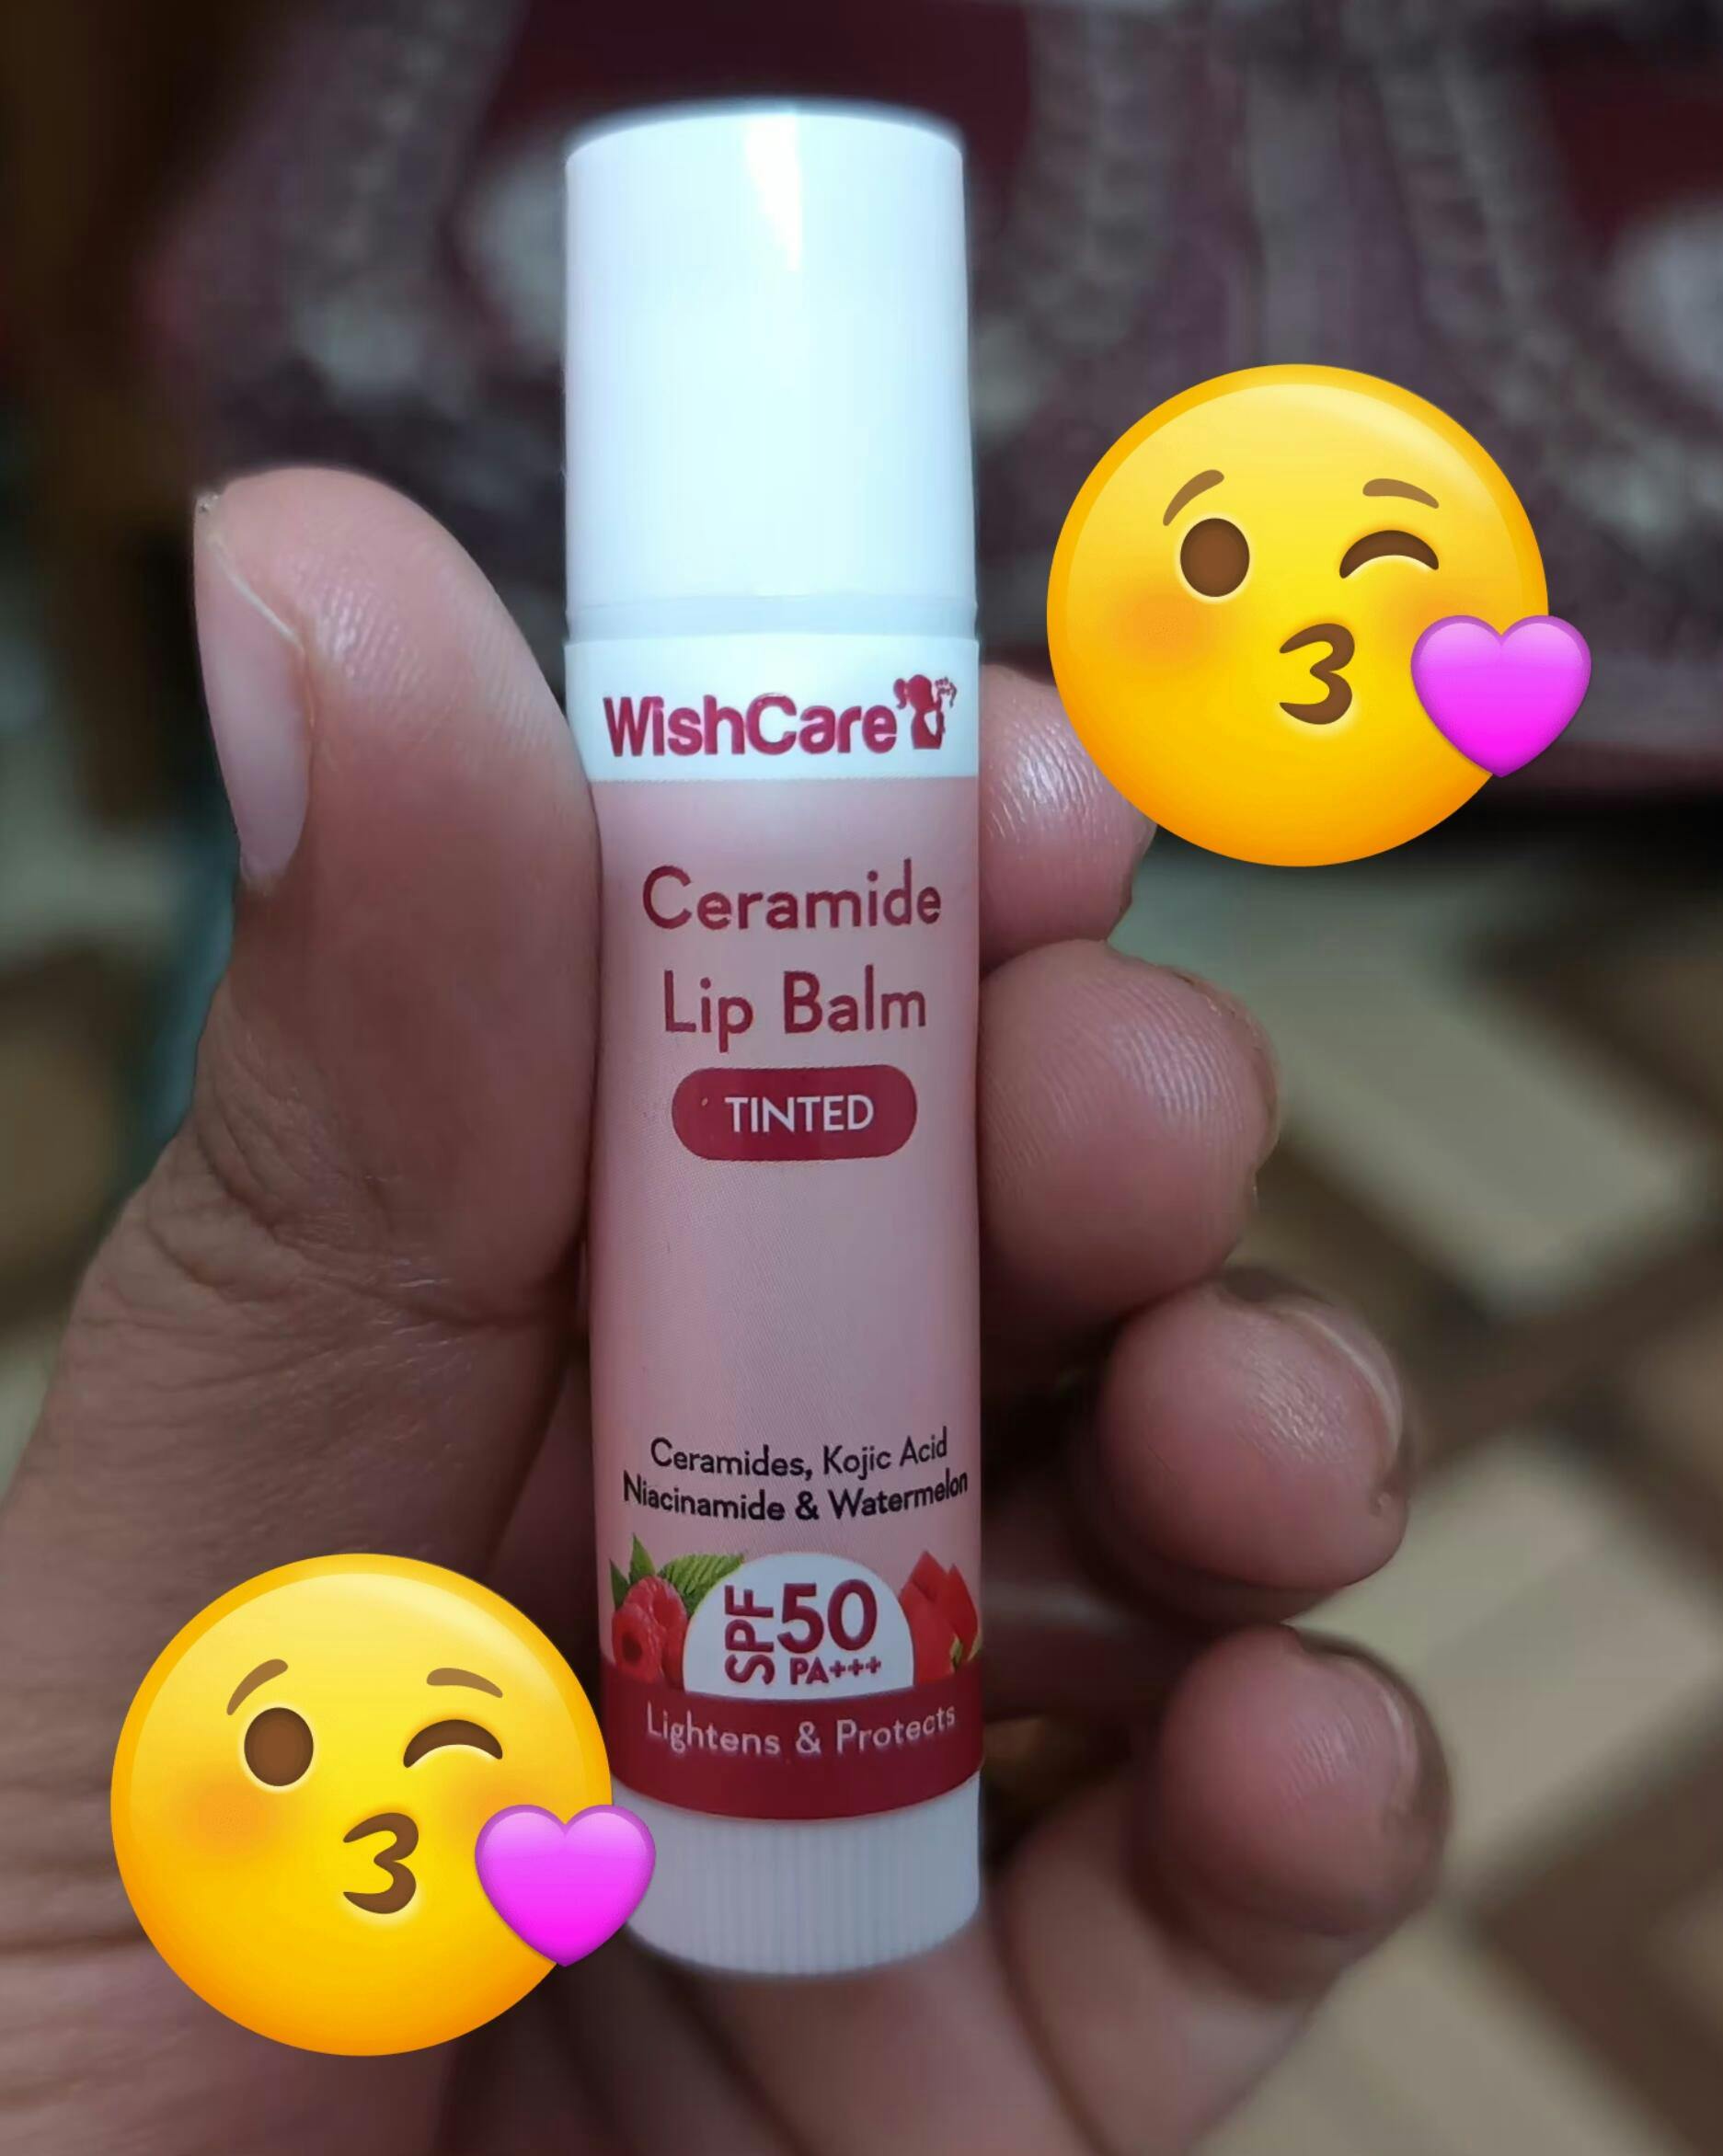 WishCare
Ceramide
Lip Balm
TINTED
Ceramides, Kojic Acid
Niacinamide & Watermelon
SPF 50
PA+++
Lightens & Protects